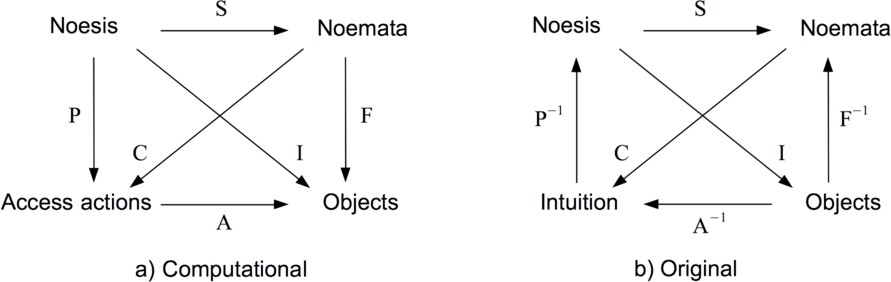 Noesis S Noemata
P C I F
Access actions A Objects
a) Computational
Noesis S Noemata
P⁻¹ C I F⁻¹
Intuition A⁻¹ Objects
b) Original